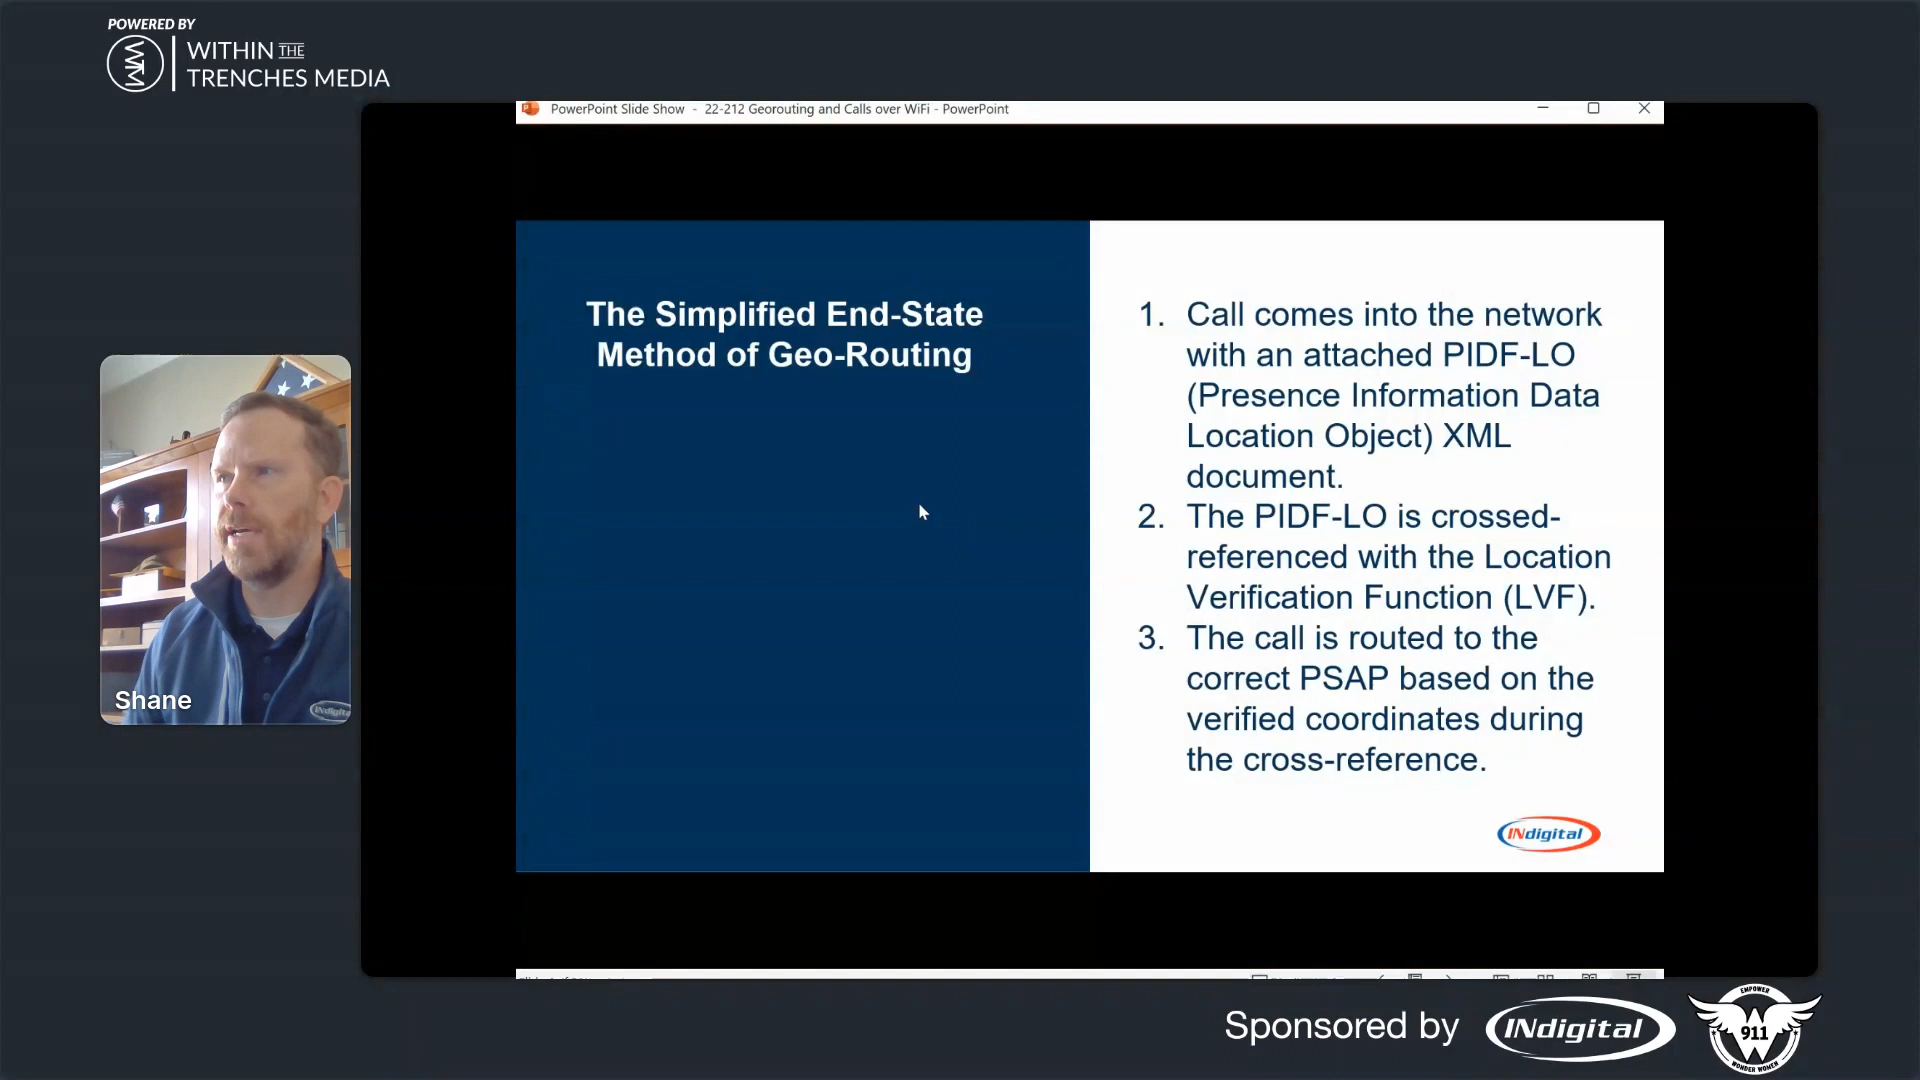 POWERED BY
WITHIN THE
TRENCHES MEDIA
PowerPoint Slide Show - 22-212 Georouting and Calls over WiFi - PowerPoint
The Simplified End-State
Method of Geo-Routing
1. Call comes into the network
with an attached PIDF-LO
(Presence Information Data
Location Object) XML
document.
2. The PIDF-LO is crossed-
referenced with the Location
Verification Function (LVF).
3. The call is routed to the
correct PSAP based on the
verified coordinates during
the cross-reference.
INdigital
Shane
INdigital
Sponsored by
INdigital
EMPOWER
W
911
WONDER WOMEN